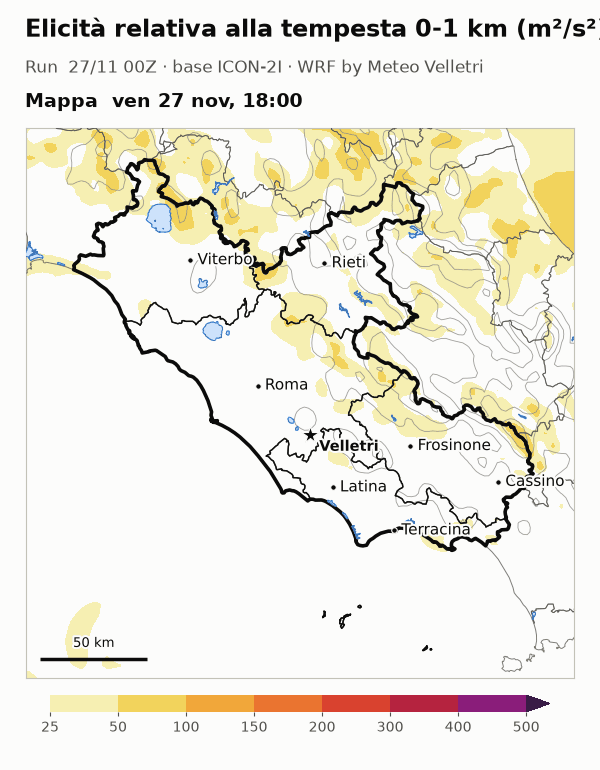 Elicità relativa alla tempesta 0-1 km (m²/s²)
Run 27/11 00Z · base ICON-2I · WRF by Meteo Velletri
Mappa ven 27 nov, 18:00
Viterbo
Rieti
Roma
Velletri
Frosinone
Cassino
Latina
Terracina
50 km
25 50 100 150 200 300 400 500